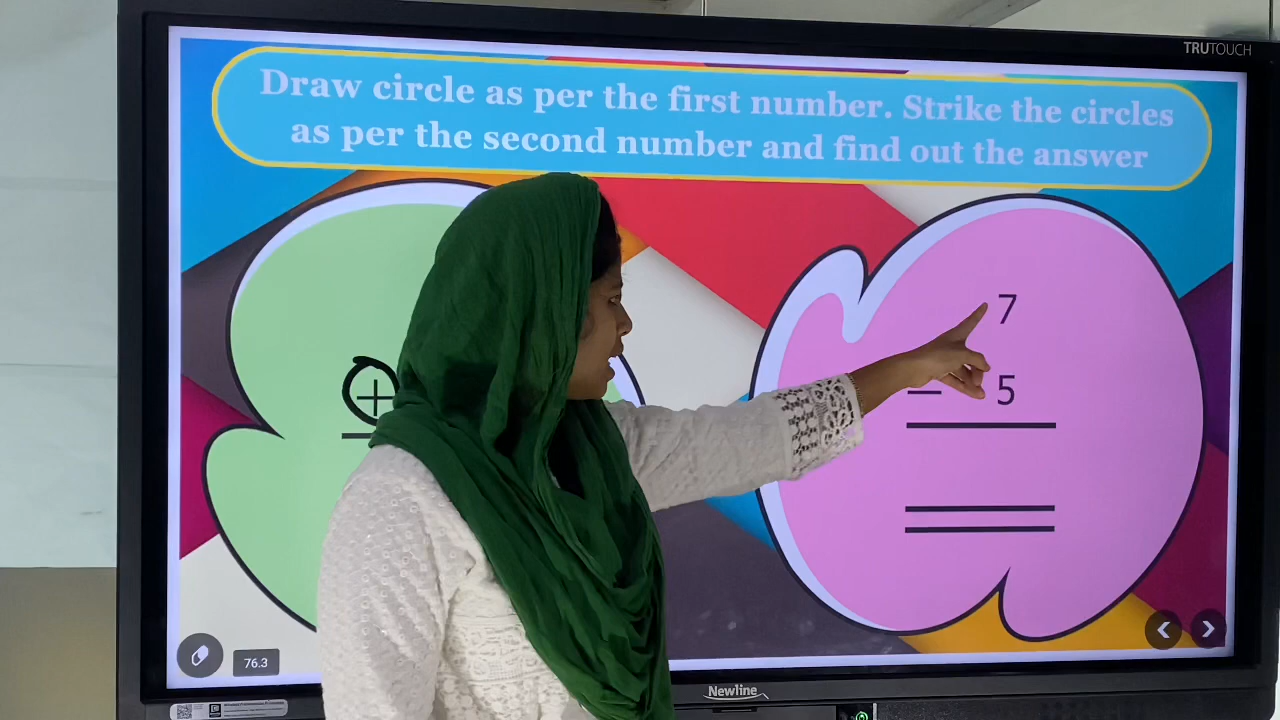 TRUTOUCH
Draw circle as per the first number. Strike the circles
as per the second number and find out the answer
+
7
– 5
76.3
Newline